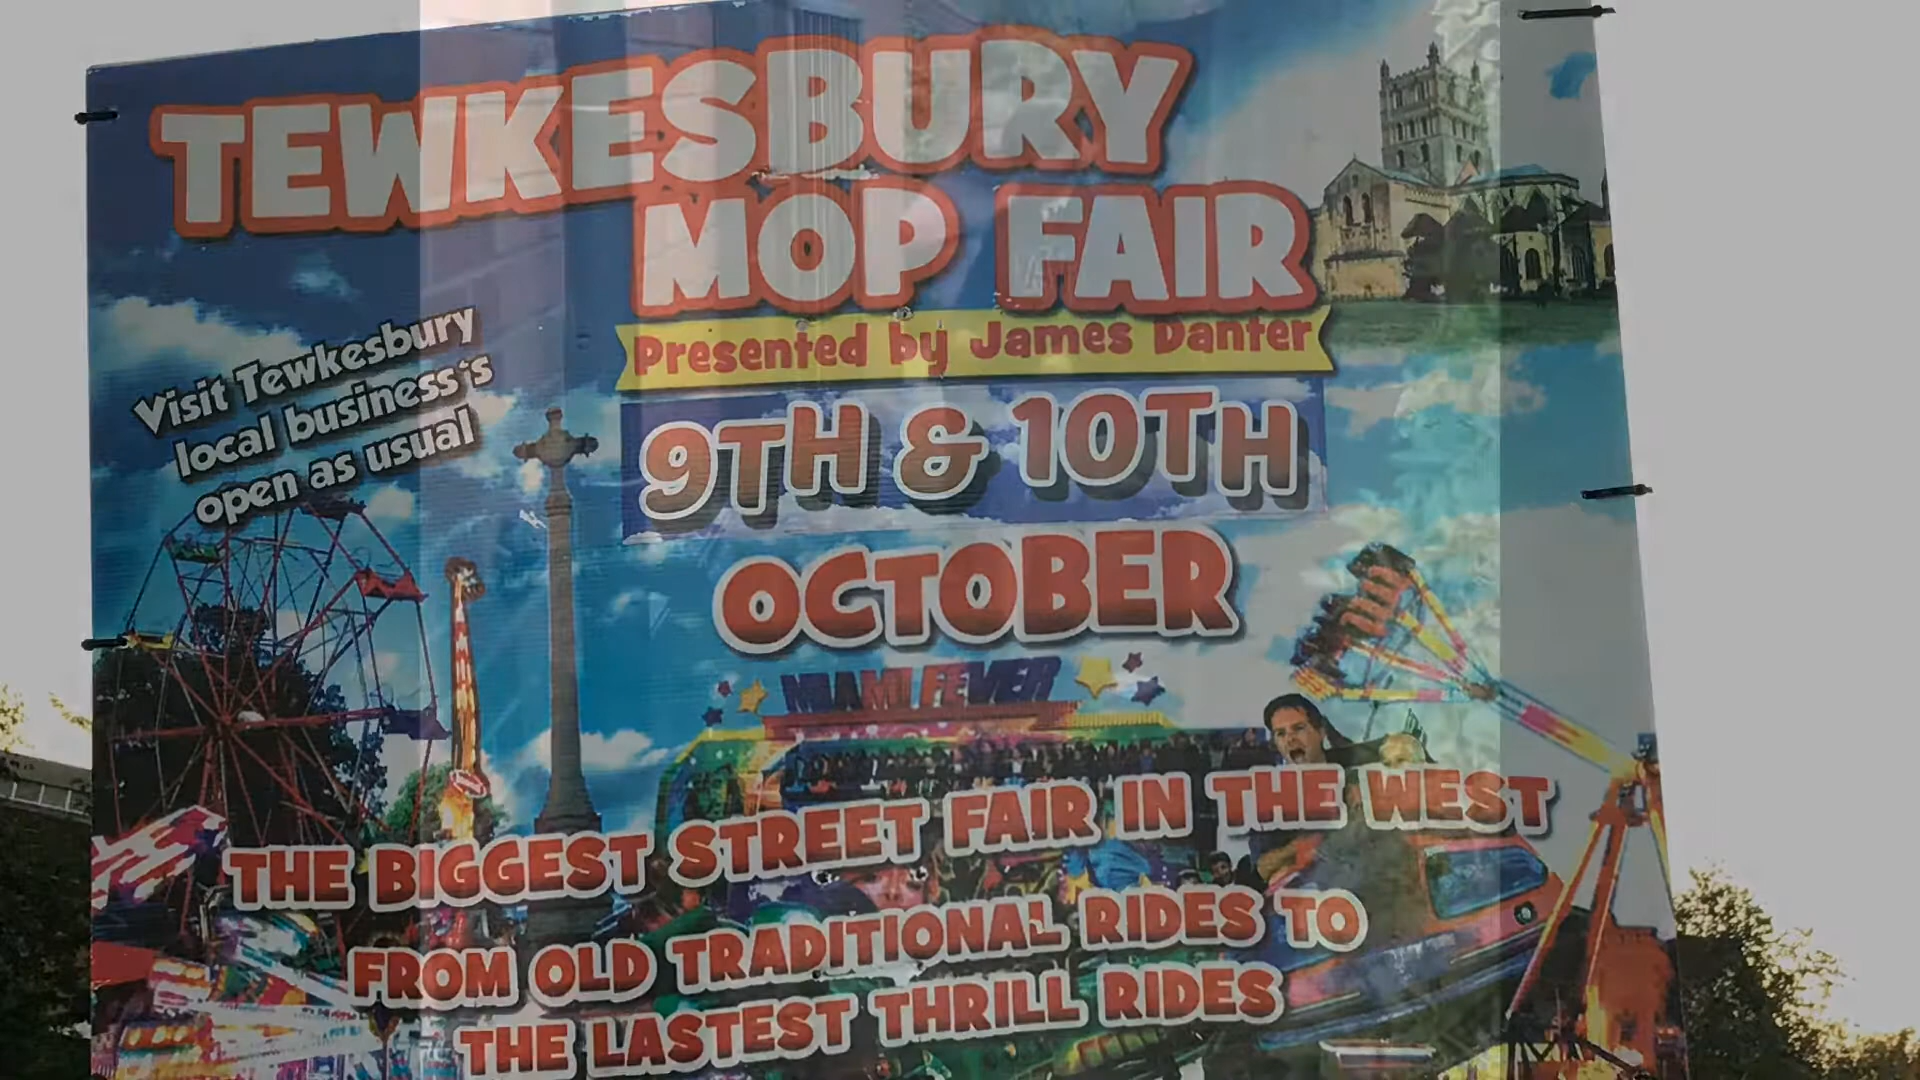 TEWKESBURY
MOP FAIR
Presented by James Danter
Visit Tewkesbury
local business's
open as usual
9TH & 10TH
OCTOBER
MIAMI FEVER
THE BIGGEST STREET FAIR IN THE WEST
FROM OLD TRADITIONAL RIDES TO
THE LASTEST THRILL RIDES